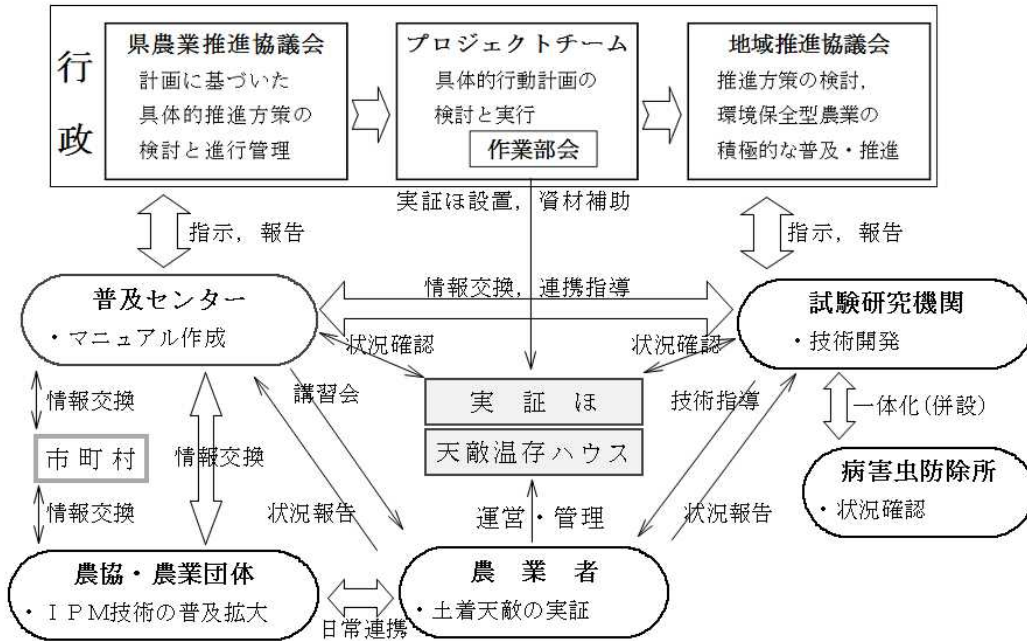 行政
県農業推進協議会
計画に基づいた
具体的推進方策の
検討と進行管理
プロジェクトチーム
具体的行動計画の
検討と実行
作業部会
地域推進協議会
推進方策の検討，
環境保全型農業の
積極的な普及・推進
実証ほ設置，資材補助
指示，報告
指示，報告
普及センター
・マニュアル作成
情報交換，連携指導
試験研究機関
・技術開発
状況確認
状況確認
情報交換
講習会
実証ほ
技術指導
一体化(併設)
市町村
情報交換
天敵温存ハウス
病害虫防除所
・状況確認
情報交換
状況報告
運営・管理
状況報告
農協・農業団体
・ＩＰＭ技術の普及拡大
日常連携
農業者
・土着天敵の実証